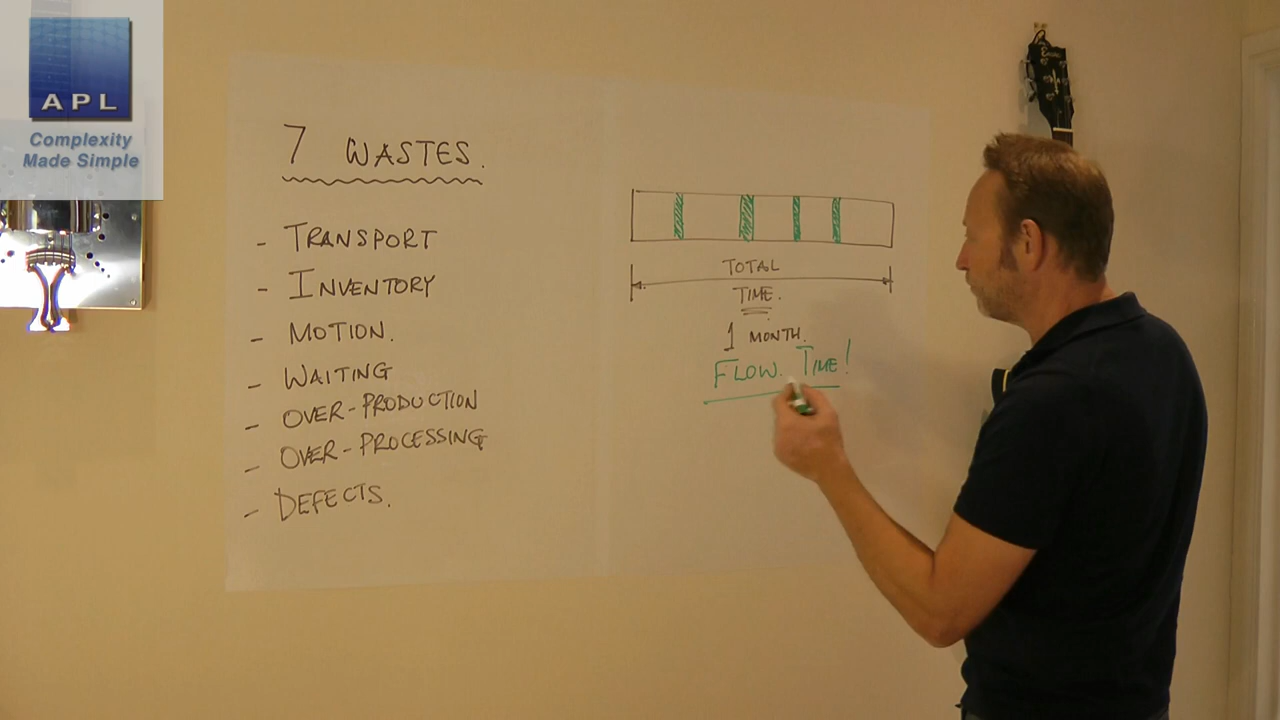 APL
Complexity
Made Simple
7 WASTES.
- TRANSPORT
- INVENTORY
- MOTION.
- WAITING
- OVER-PRODUCTION
- OVER-PROCESSING
- DEFECTS.
TOTAL
TIME.
1 MONTH.
FLOW. TIME!